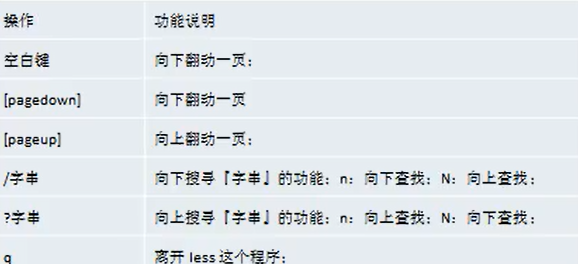 操作 功能说明
空白键 向下翻动一页；
[pagedown] 向下翻动一页
[pageup] 向上翻动一页；
/字串 向下搜寻『字串』的功能；n：向下查找；N：向上查找；
?字串 向上搜寻『字串』的功能；n：向上查找；N：向下查找；
q 离开 less 这个程序；